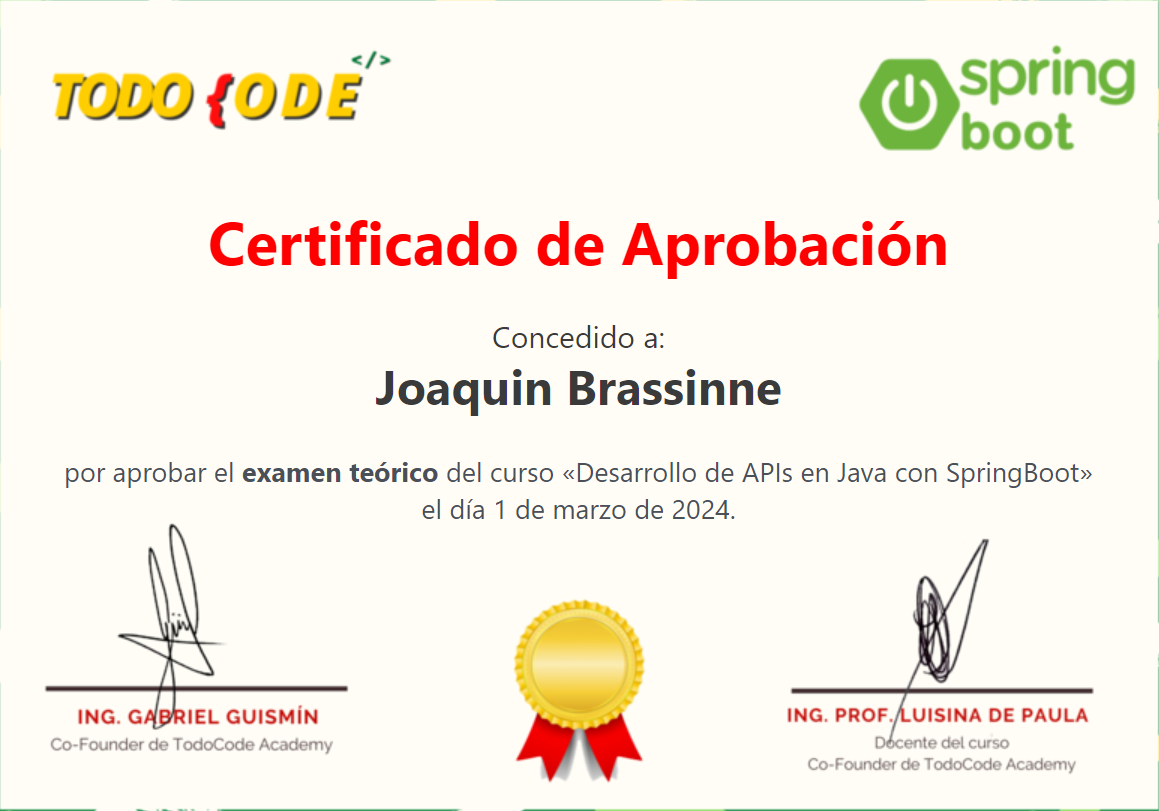 TODO {ODE </>
spring
boot
Certificado de Aprobación
Concedido a:
Joaquin Brassinne
por aprobar el examen teórico del curso «Desarrollo de APIs en Java con SpringBoot»
el día 1 de marzo de 2024.
ING. GABRIEL GUISMÍN
Co-Founder de TodoCode Academy
ING. PROF. LUISINA DE PAULA
Docente del curso
Co-Founder de TodoCode Academy